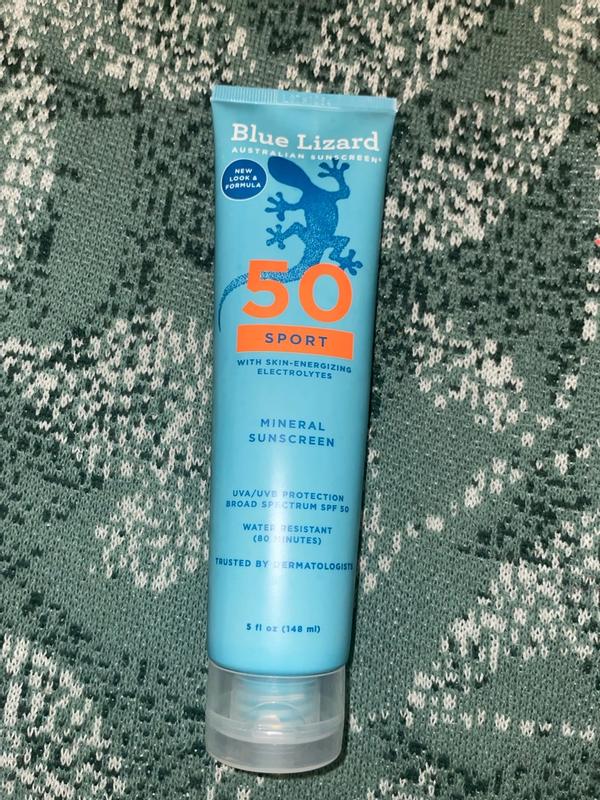 Blue Lizard
AUSTRALIAN SUNSCREEN®
NEW
LOOK &
FORMULA
50
SPORT
WITH SKIN-ENERGIZING
ELECTROLYTES
MINERAL
SUNSCREEN
UVA/UVB PROTECTION
BROAD SPECTRUM SPF 50
WATER RESISTANT
(80 MINUTES)
TRUSTED BY DERMATOLOGISTS
5 fl oz (148 ml)